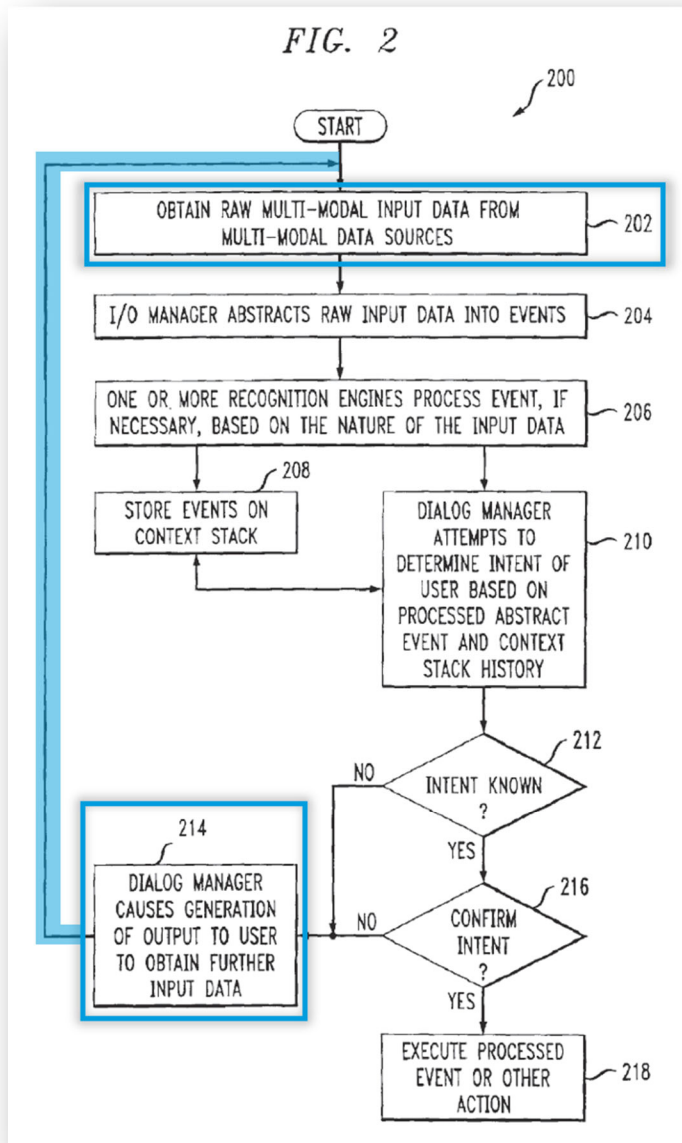 FIG. 2
200
START
OBTAIN RAW MULTI-MODAL INPUT DATA FROM
MULTI-MODAL DATA SOURCES
202
I/O MANAGER ABSTRACTS RAW INPUT DATA INTO EVENTS
204
ONE OR MORE RECOGNITION ENGINES PROCESS EVENT, IF
NECESSARY, BASED ON THE NATURE OF THE INPUT DATA
206
208
STORE EVENTS ON
CONTEXT STACK
DIALOG MANAGER
ATTEMPTS TO
DETERMINE INTENT OF
USER BASED ON
PROCESSED ABSTRACT
EVENT AND CONTEXT
STACK HISTORY
210
212
NO
INTENT KNOWN
?
YES
214
DIALOG MANAGER
CAUSES GENERATION
OF OUTPUT TO USER
TO OBTAIN FURTHER
INPUT DATA
216
NO
CONFIRM
INTENT
?
YES
EXECUTE PROCESSED
EVENT OR OTHER
ACTION
218